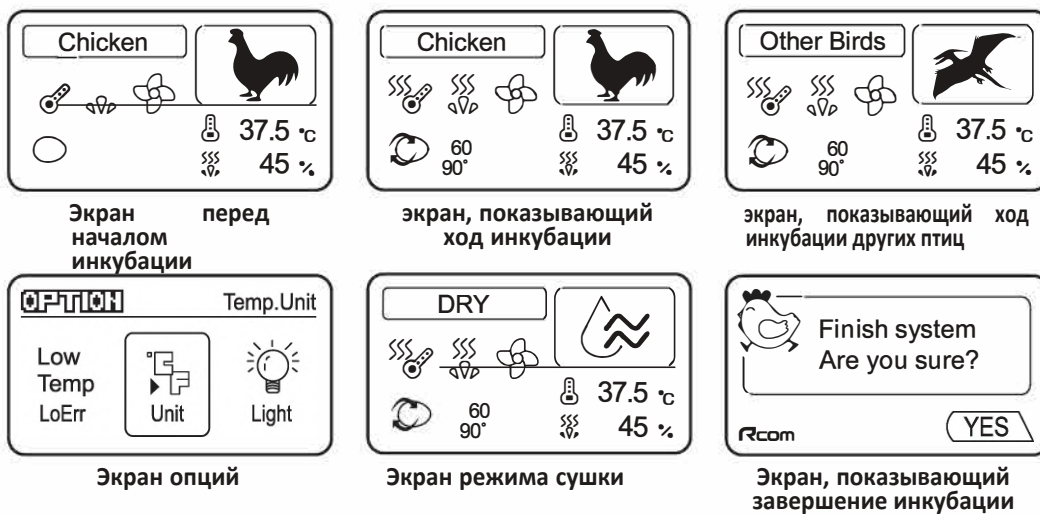 Chicken
37.5 °C
45 %
Экран перед
началом
инкубации
Chicken
60
90°
37.5 °C
45 %
экран, показывающий
ход инкубации
Other Birds
60
90°
37.5 °C
45 %
экран, показывающий ход
инкубации других птиц
OPTION
Temp.Unit
Low
Temp
LoErr
°C
F
Unit
Light
Экран опций
DRY
60
90°
37.5 °C
45 %
Экран режима сушки
Finish system
Are you sure?
Rcom
YES
Экран, показывающий
завершение инкубации